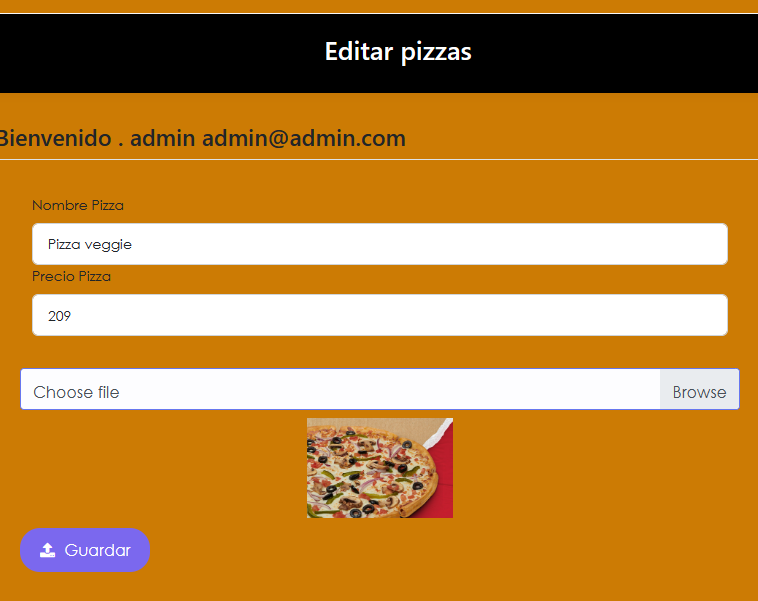 Editar pizzas
Bienvenido . admin admin@admin.com
Nombre Pizza
Pizza veggie
Precio Pizza
209
Choose file Browse
Guardar